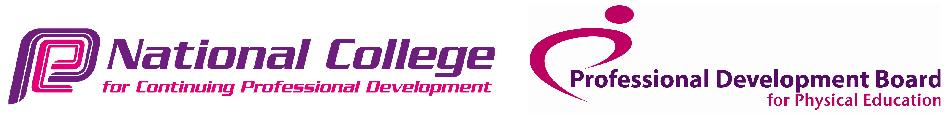 National College
for Continuing Professional Development
Professional Development Board
for Physical Education